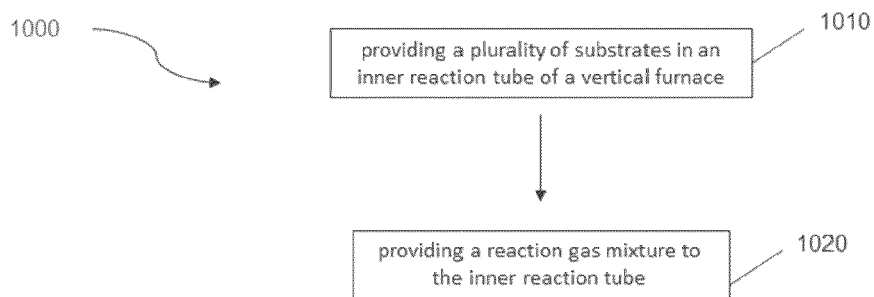 1000
1010
providing a plurality of substrates in an
inner reaction tube of a vertical furnace
1020
providing a reaction gas mixture to
the inner reaction tube